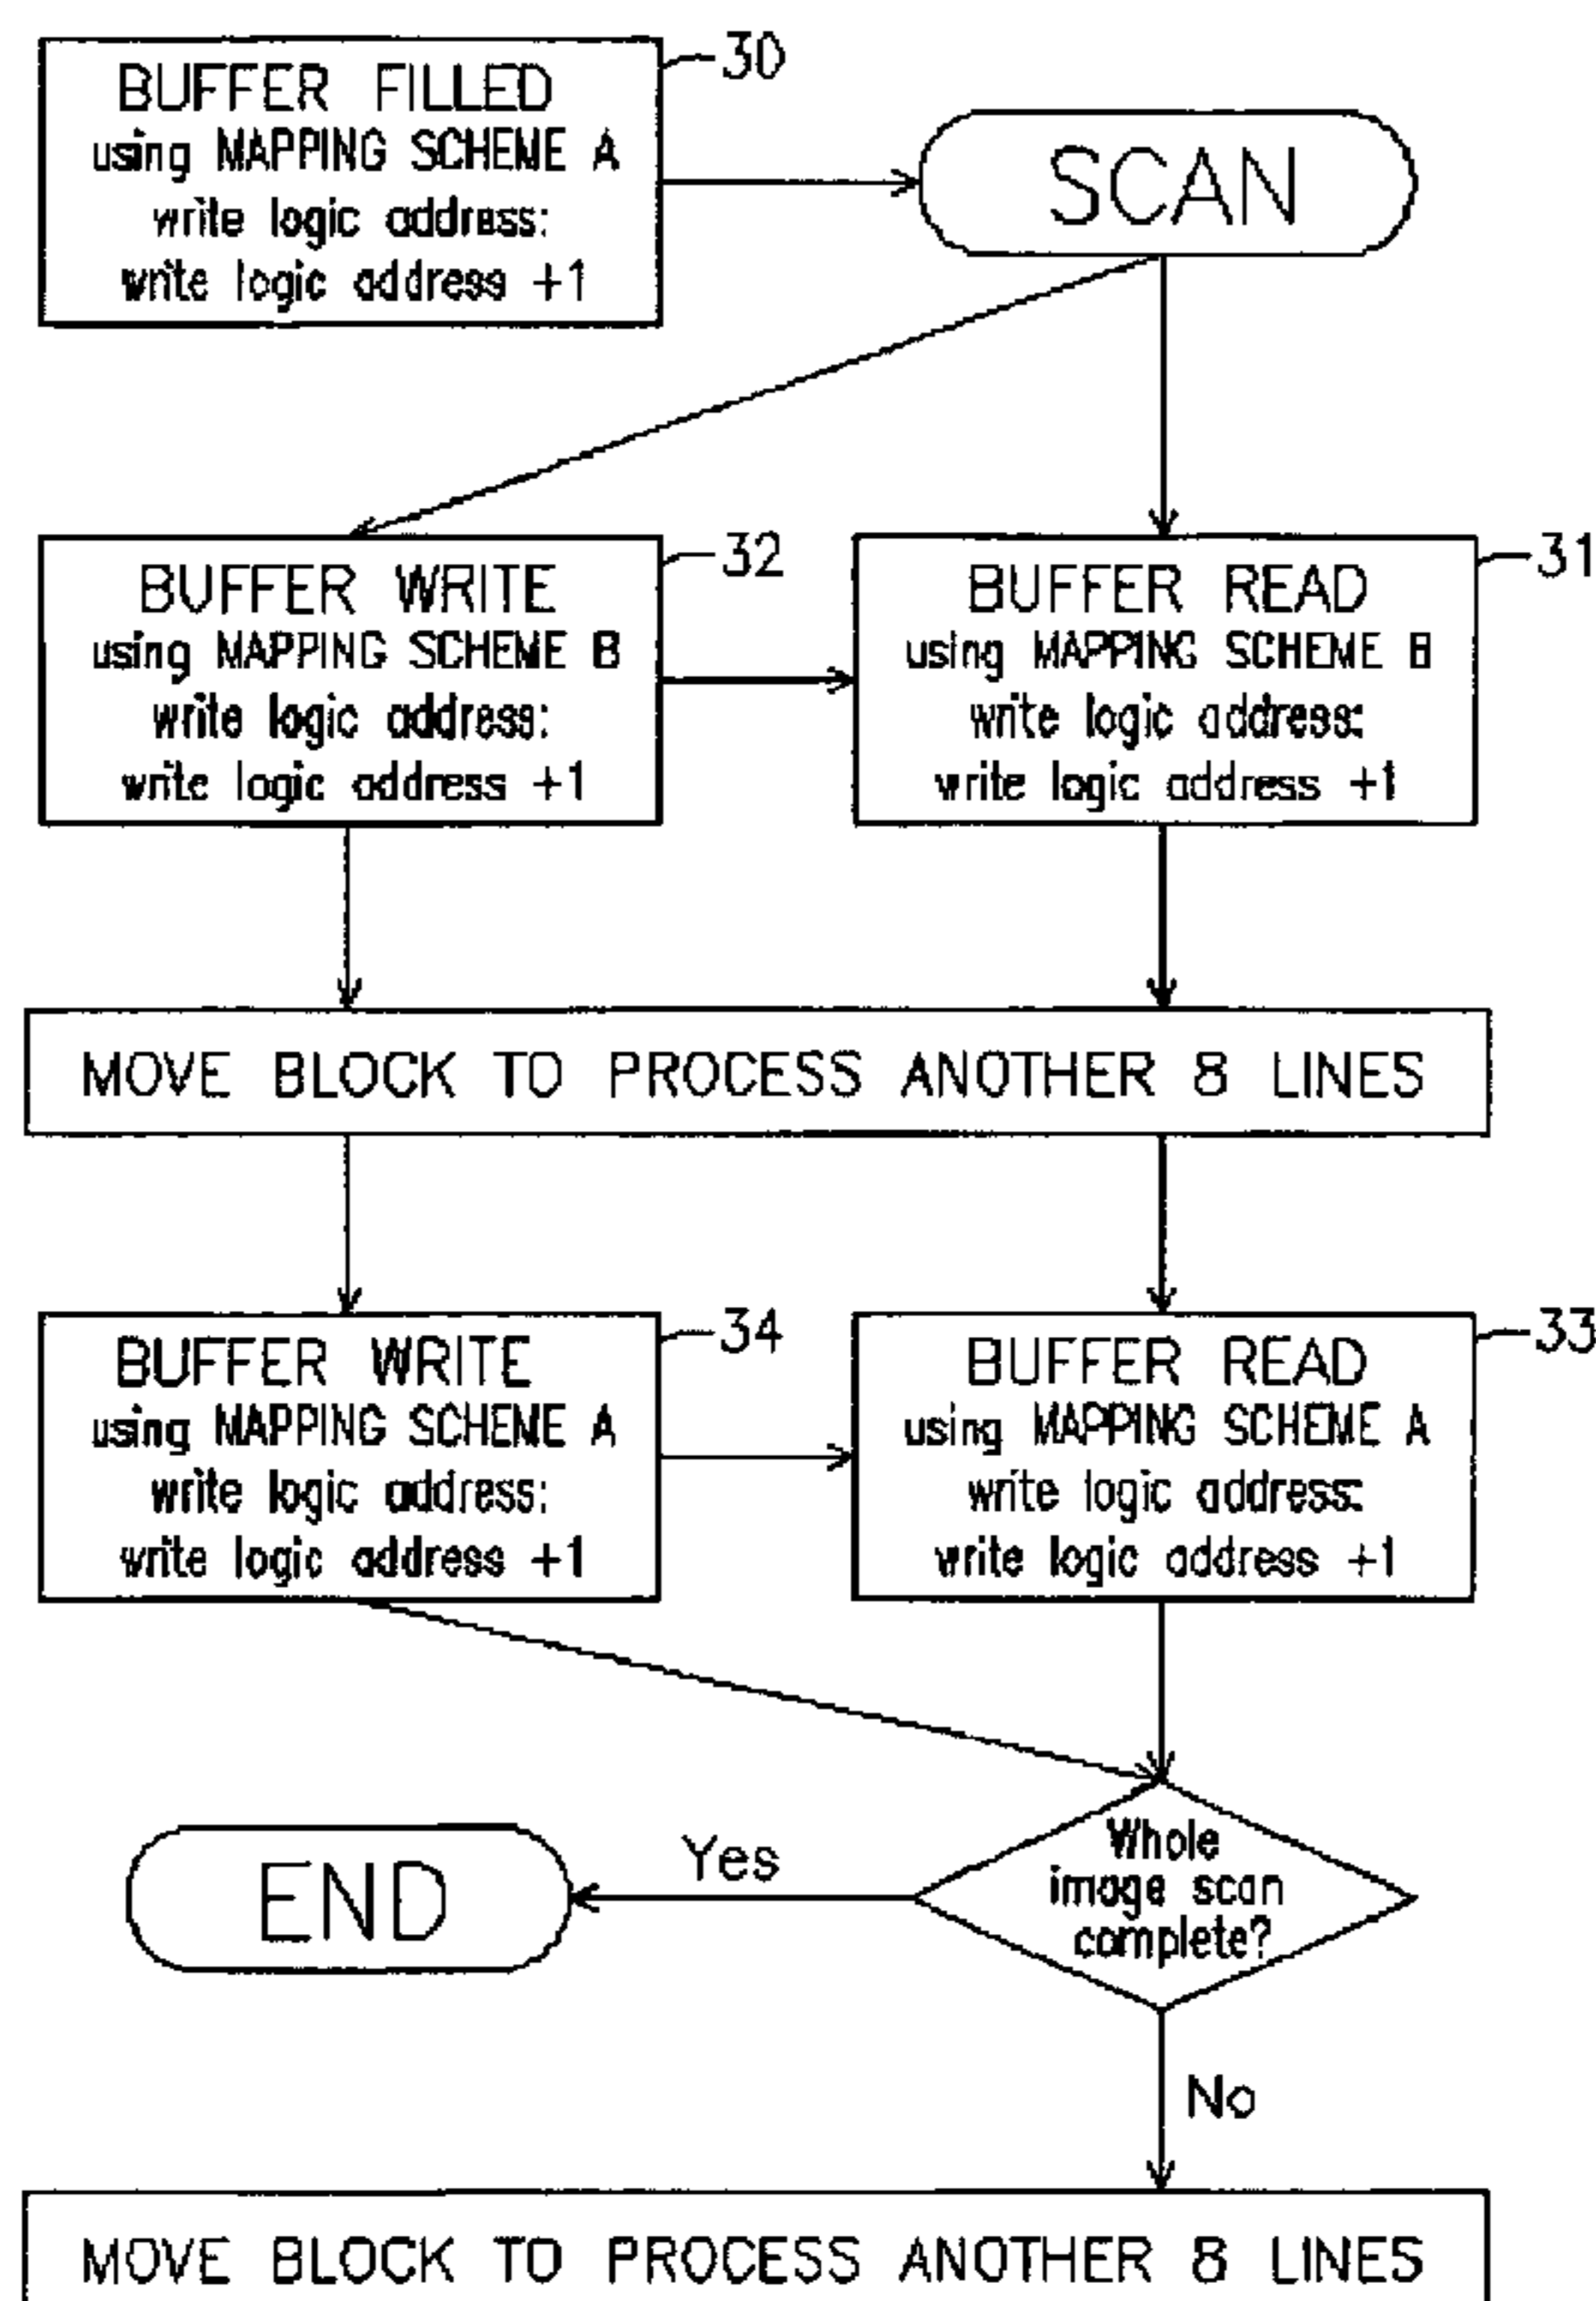 BUFFER FILLED
using MAPPING SCHEME A
write logic address:
write logic address +1
30
SCAN
BUFFER WRITE
using MAPPING SCHEME B
write logic address:
write logic address +1
32
BUFFER READ
using MAPPING SCHEME B
write logic address:
write logic address +1
31
MOVE BLOCK TO PROCESS ANOTHER 8 LINES
BUFFER WRITE
using MAPPING SCHEME A
write logic address:
write logic address +1
34
BUFFER READ
using MAPPING SCHEME A
write logic address:
write logic address +1
33
Whole
image scan
complete?
Yes
END
No
MOVE BLOCK TO PROCESS ANOTHER 8 LINES